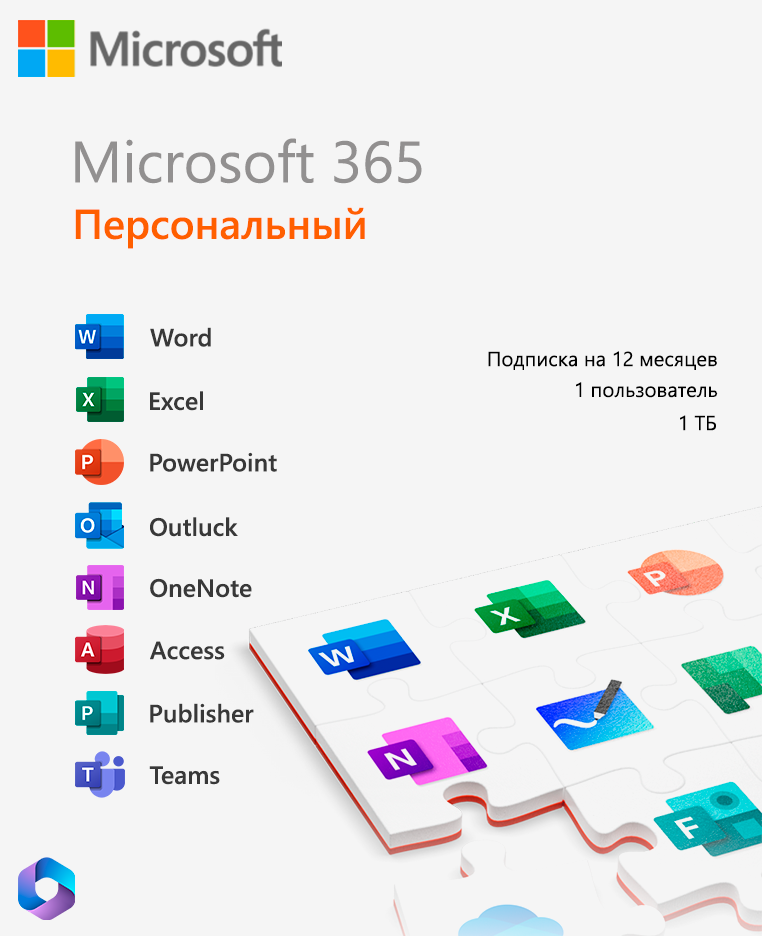 Microsoft
Microsoft 365
Персональный
W Word
X Excel
P PowerPoint
O Outluck
N OneNote
A Access
P Publisher
T Teams
Подписка на 12 месяцев
1 пользователь
1 ТБ
P
X
W
N
F